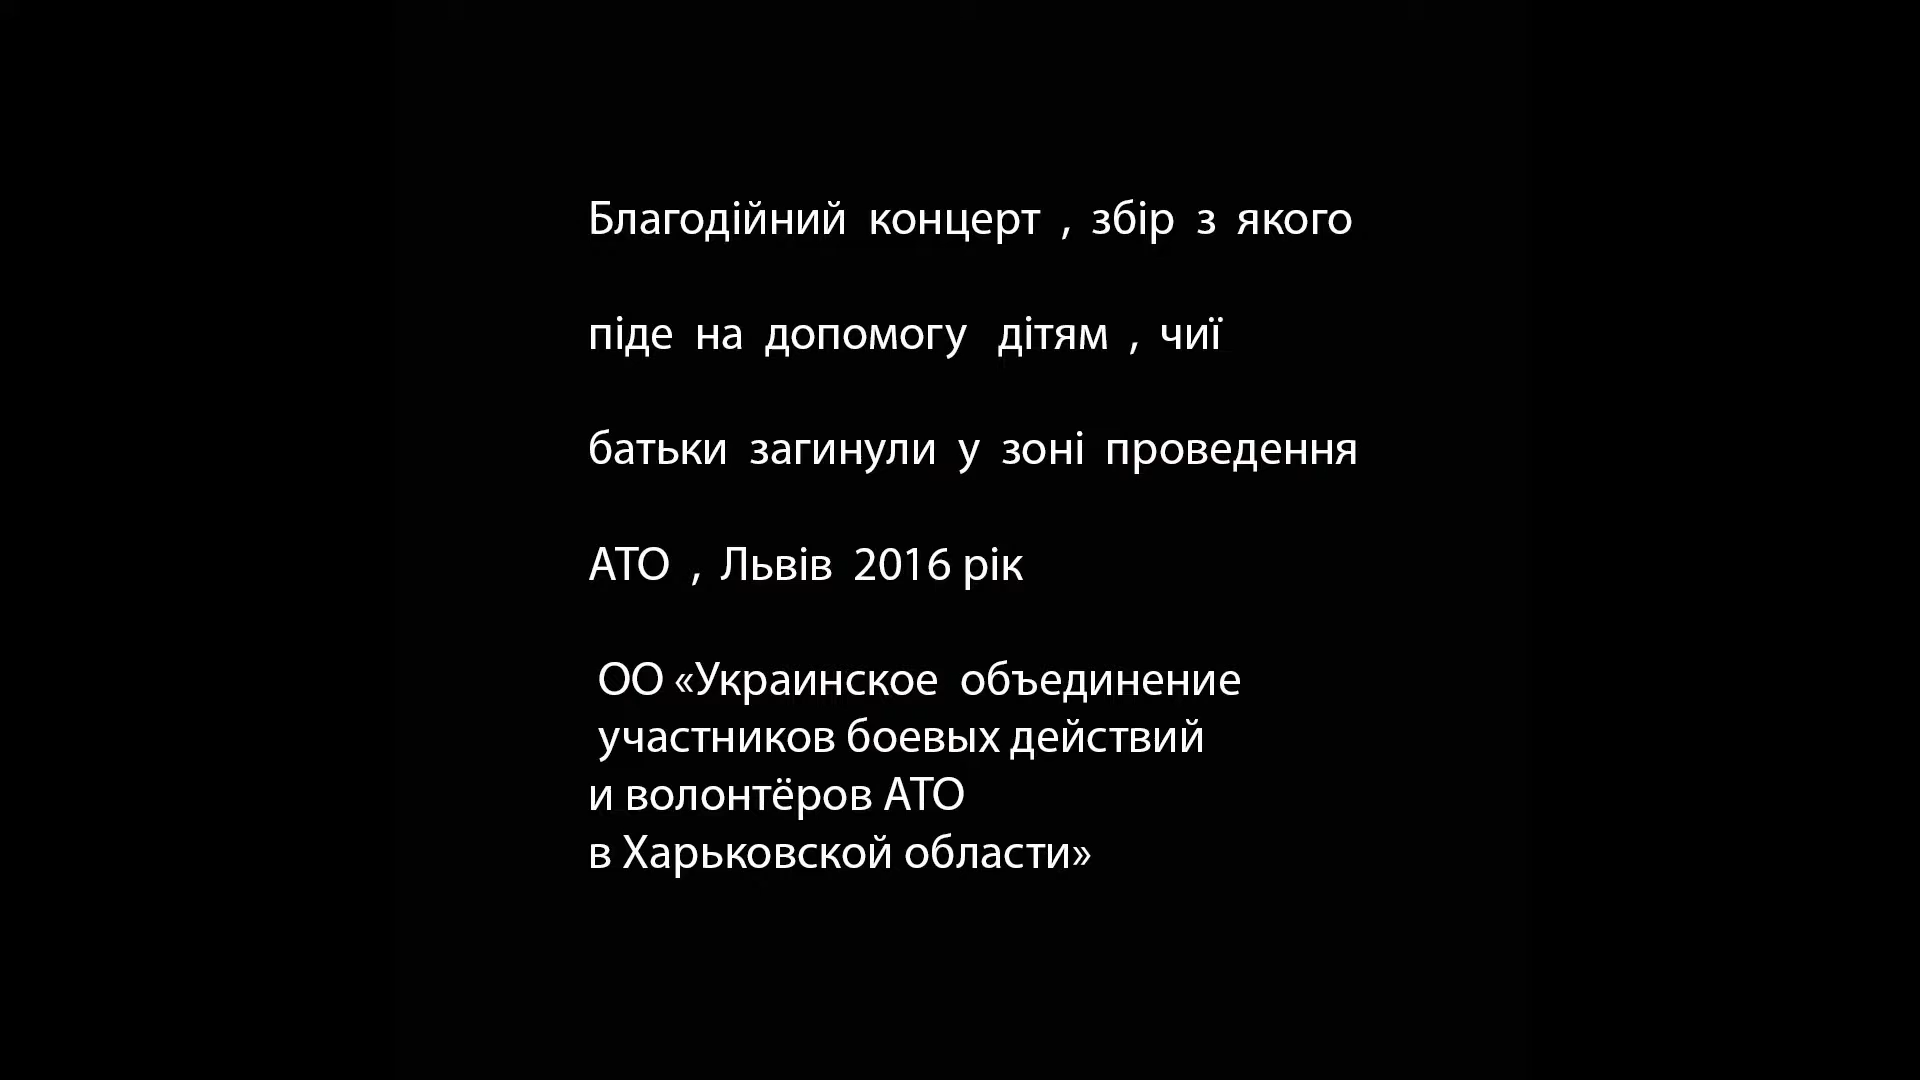 Благодійний концерт , збір з якого
піде на допомогу дітям , чиї
батьки загинули у зоні проведення
АТО , Львів 2016 рік
ОО «Украинское объединение
участников боевых действий
и волонтёров АТО
в Харьковской области»